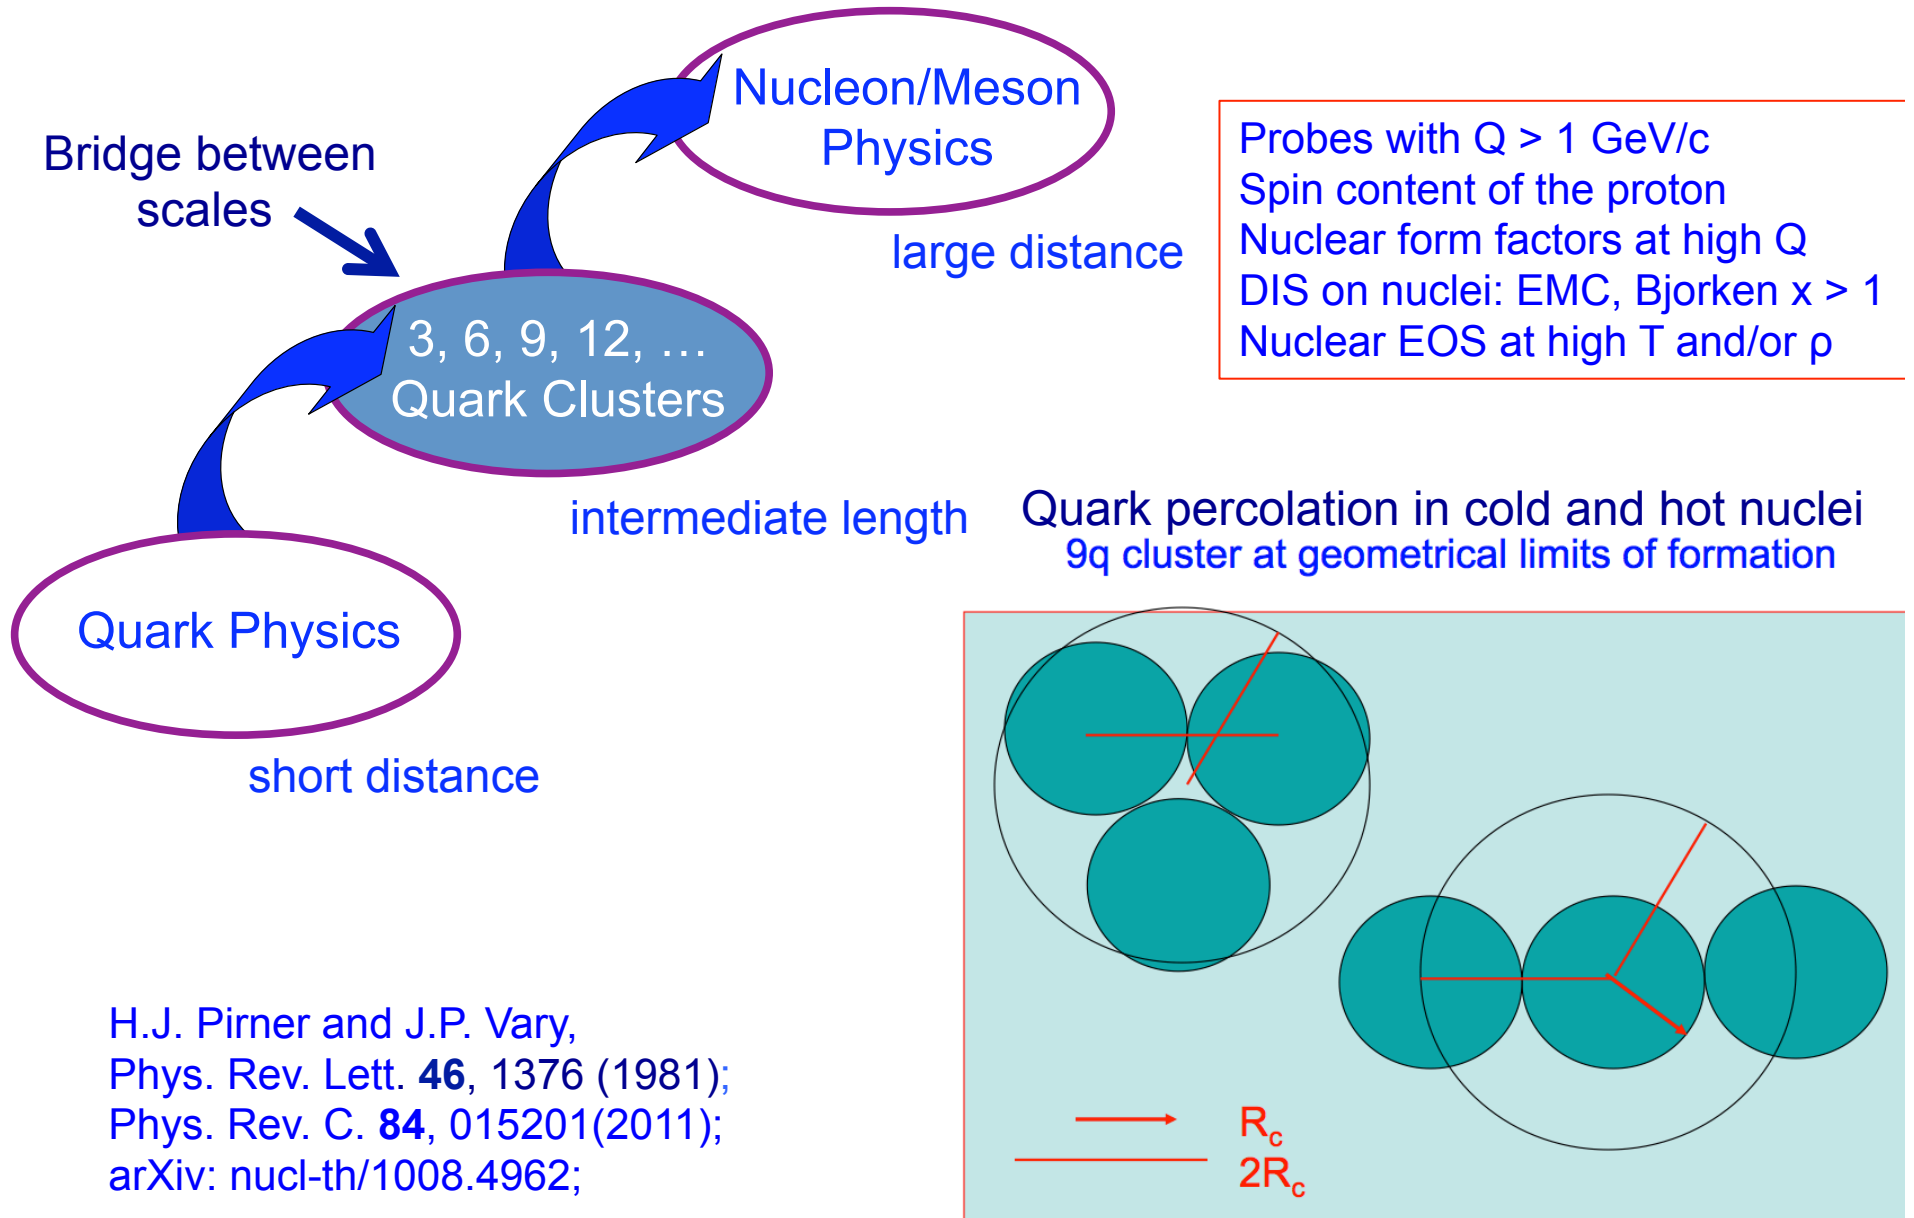 Nucleon/Meson
Physics
Bridge between
scales
large distance
3, 6, 9, 12, …
Quark Clusters
intermediate length
Quark Physics
short distance
Probes with Q > 1 GeV/c
Spin content of the proton
Nuclear form factors at high Q
DIS on nuclei: EMC, Bjorken x > 1
Nuclear EOS at high T and/or ρ
Quark percolation in cold and hot nuclei
9q cluster at geometrical limits of formation
R_c
2R_c
H.J. Pirner and J.P. Vary,
Phys. Rev. Lett. 46, 1376 (1981);
Phys. Rev. C. 84, 015201(2011);
arXiv: nucl-th/1008.4962;